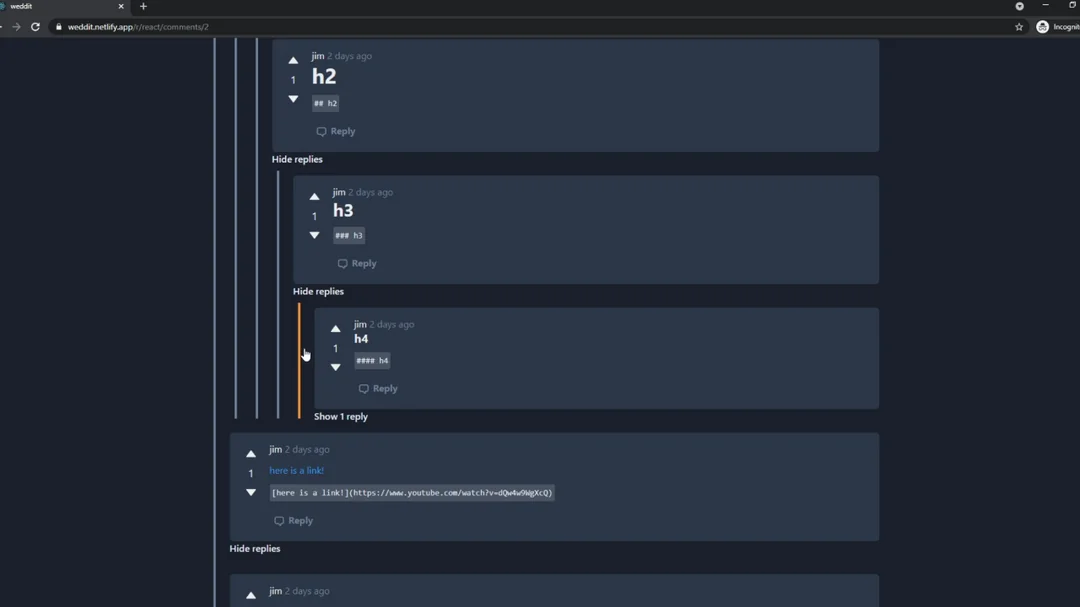 weddit
weddit.netlify.app/r/react/comments/2
Incognit
jim 2 days ago
1
h2
## h2
Reply
Hide replies
jim 2 days ago
1
h3
### h3
Reply
Hide replies
jim 2 days ago
h4
1
#### h4
Reply
Show 1 reply
jim 2 days ago
1
here is a link!
[here is a link!](https://www.youtube.com/watch?v=dQw4w9WgXcQ)
Reply
Hide replies
jim 2 days ago